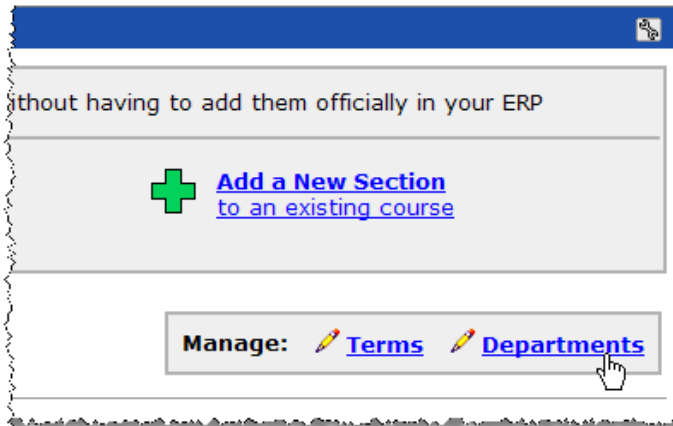 ithout having to add them officially in your ERP
Add a New Section
to an existing course
Manage: Terms Departments